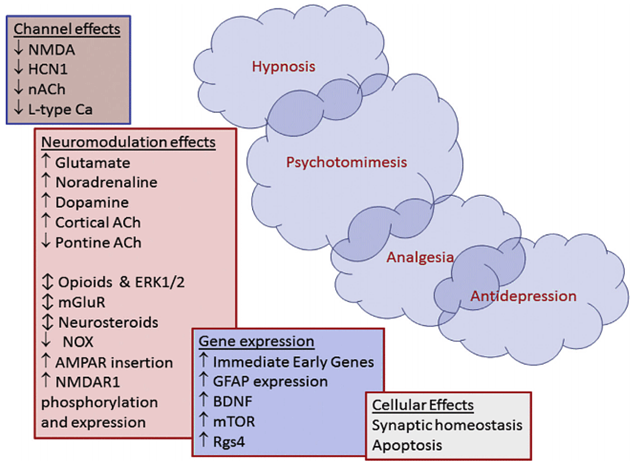 Channel effects
↓ NMDA
↓ HCN1
↓ nACh
↓ L-type Ca
Neuromodulation effects
↑ Glutamate
↑ Noradrenaline
↑ Dopamine
↑ Cortical ACh
↓ Pontine ACh
↕ Opioids & ERK1/2
↕ mGluR
↕ Neurosteroids
↓ NOX
↑ AMPAR insertion
↑ NMDAR1
phosphorylation
and expression
Gene expression
↑ Immediate Early Genes
↑ GFAP expression
↑ BDNF
↑ mTOR
↑ Rgs4
Cellular Effects
Synaptic homeostasis
Apoptosis
Hypnosis
Psychotomimesis
Analgesia
Antidepression